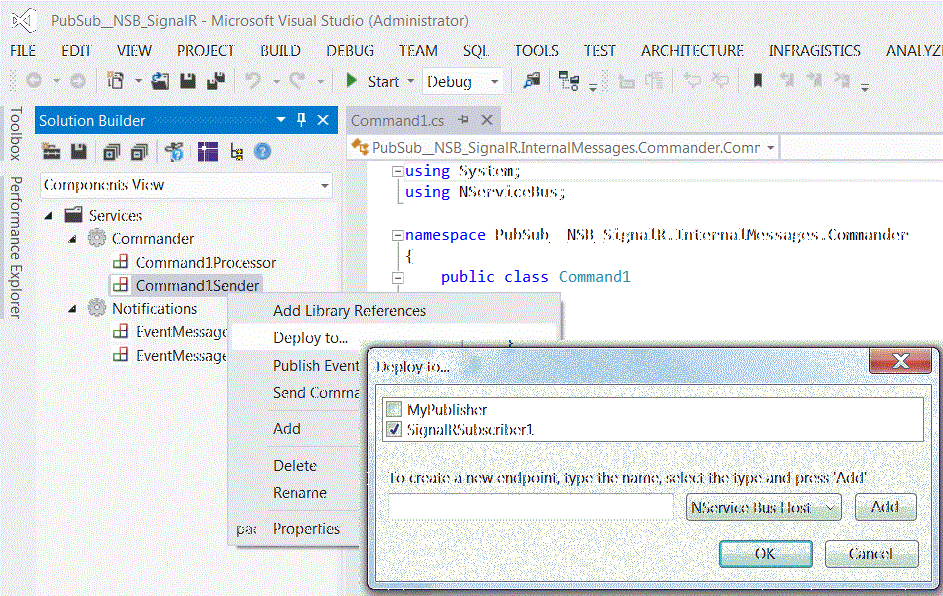 PubSub__NSB_SignalR - Microsoft Visual Studio (Administrator)
FILE EDIT VIEW PROJECT BUILD DEBUG TEAM SQL TOOLS TEST ARCHITECTURE INFRAGISTICS ANALYZ
Start Debug
Toolbox
Performance Explorer
Solution Builder
Components View
Services
Commander
Command1Processor
Command1Sender
Notifications
EventMessage
EventMessage
Command1.cs
PubSub__NSB_SignalR.InternalMessages.Commander.Comr
using System;
using NServiceBus;
namespace PubSub__NSB_SignalR.InternalMessages.Commander
{
public class Command1
Add Library References
Deploy to...
Publish Event
Send Comma
Add
Delete
Rename
Properties
Deploy to...
MyPublisher
SignalRSubscriber1
To create a new endpoint, type the name, select the type and press 'Add'
NService Bus Host
Add
OK
Cancel